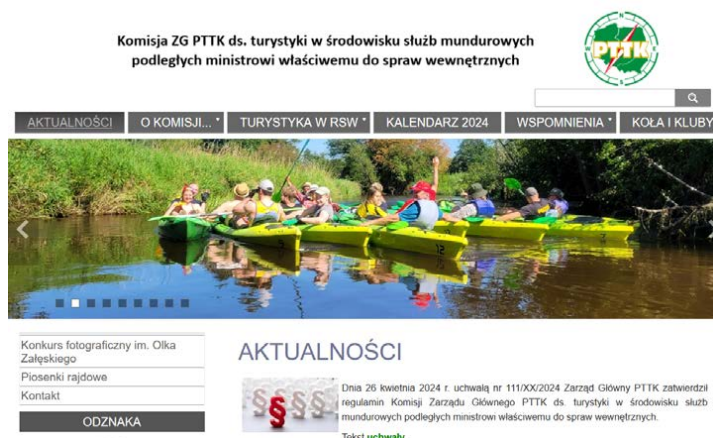 Komisja ZG PTTK ds. turystyki w środowisku służb mundurowych
podległych ministrowi właściwemu do spraw wewnętrznych
PTTK
AKTUALNOŚCI
O KOMISJI...
TURYSTYKA W RSW
KALENDARZ 2024
WSPOMNIENIA
KOŁA I KLUBY
Konkurs fotograficzny im. Olka
Załęskiego
Piosenki rajdowe
Kontakt
ODZNAKA
AKTUALNOŚCI
Dnia 26 kwietnia 2024 r. uchwałą nr 111/XX/2024 Zarząd Główny PTTK zatwierdził
regulamin Komisji Zarządu Głównego PTTK ds. turystyki w środowisku służb
mundurowych podległych ministrowi właściwemu do spraw wewnętrznych.
Tekst uchwały